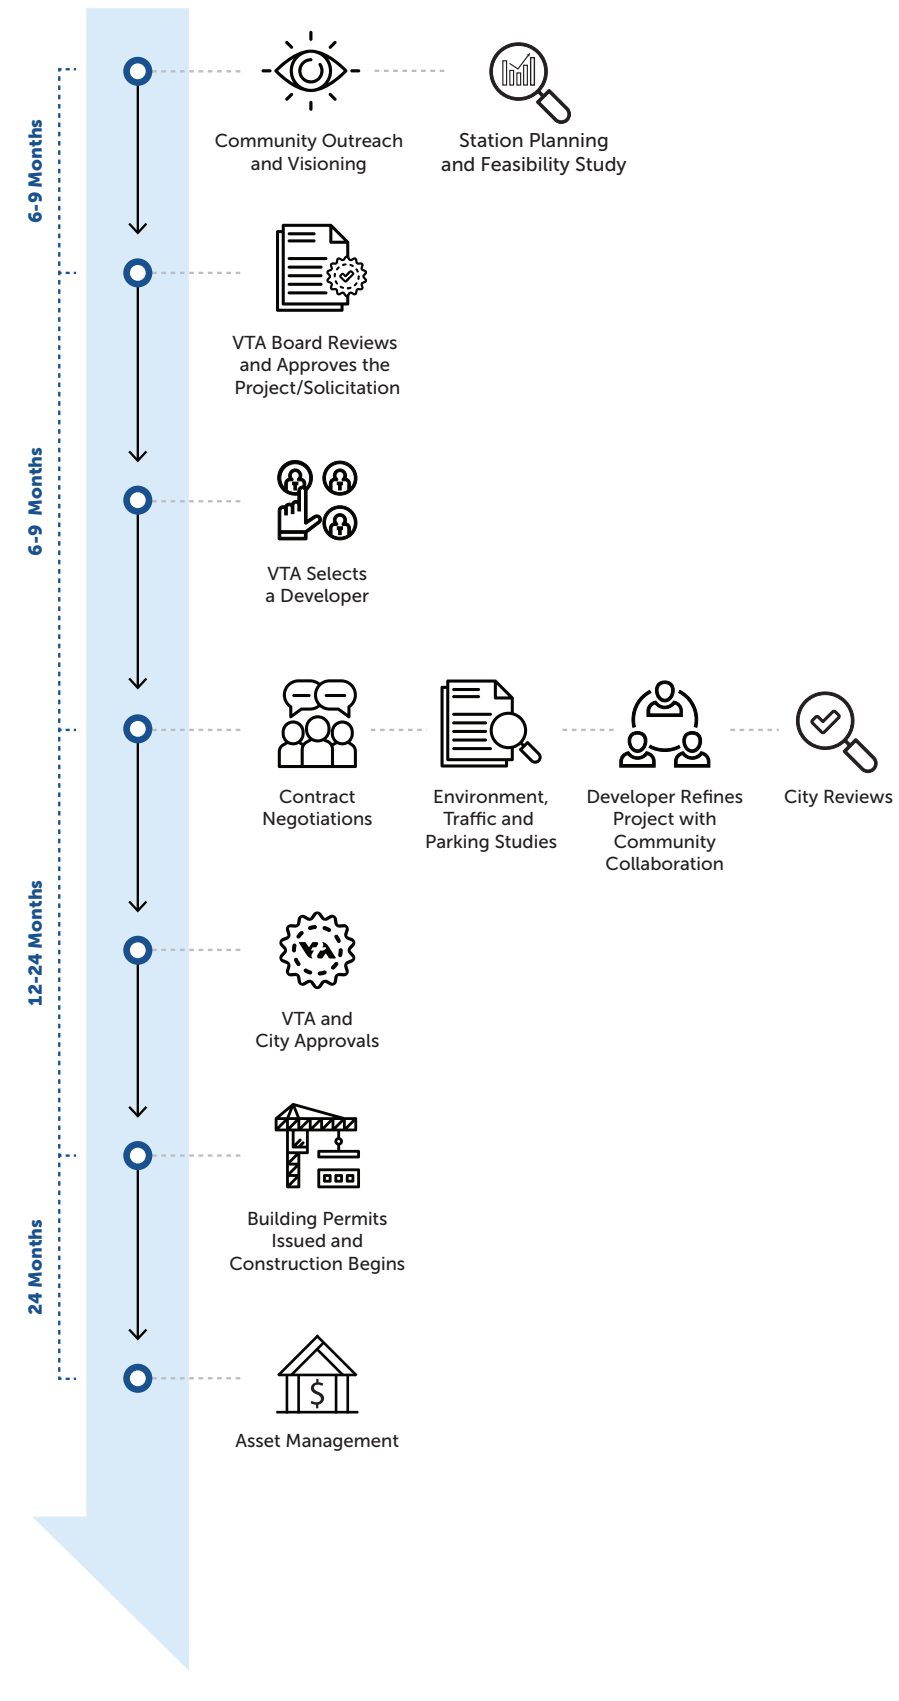 6-9 Months
Community Outreach
and Visioning
Station Planning
and Feasibility Study
VTA Board Reviews
and Approves the
Project/Solicitation
6-9 Months
VTA Selects
a Developer
Contract
Negotiations
Environment,
Traffic and
Parking Studies
Developer Refines
Project with
Community
Collaboration
City Reviews
12-24 Months
VTA
VTA and
City Approvals
Building Permits
Issued and
Construction Begins
24 Months
$
Asset Management